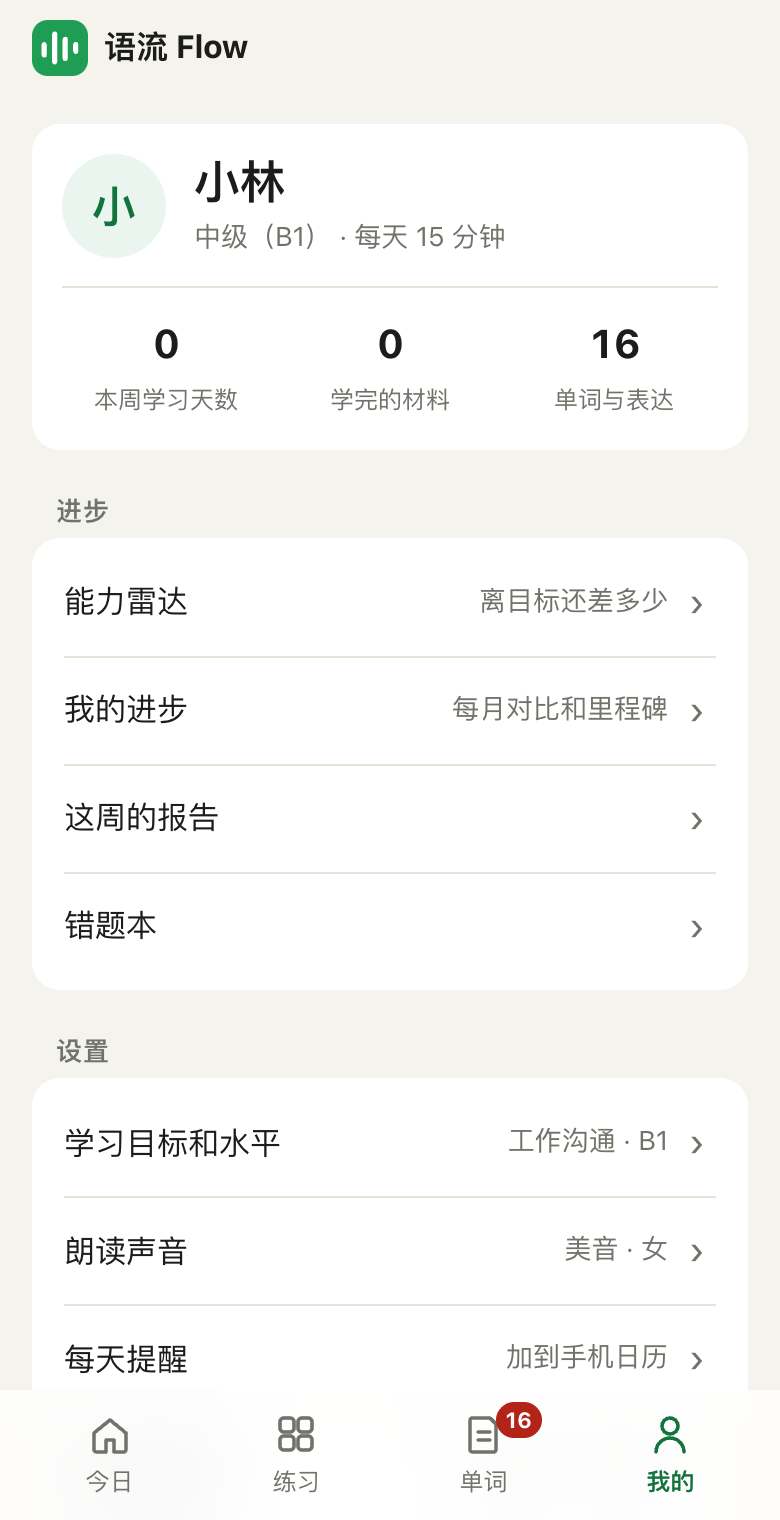 语流 Flow
小
小林
中级（B1） · 每天 15 分钟
0 0 16
本周学习天数 学完的材料 单词与表达
进步
能力雷达 离目标还差多少 ›
我的进步 每月对比和里程碑 ›
这周的报告 ›
错题本 ›
设置
学习目标和水平 工作沟通 · B1 ›
朗读声音 美音 · 女 ›
每天提醒 加到手机日历 ›
16
今日 练习 单词 我的